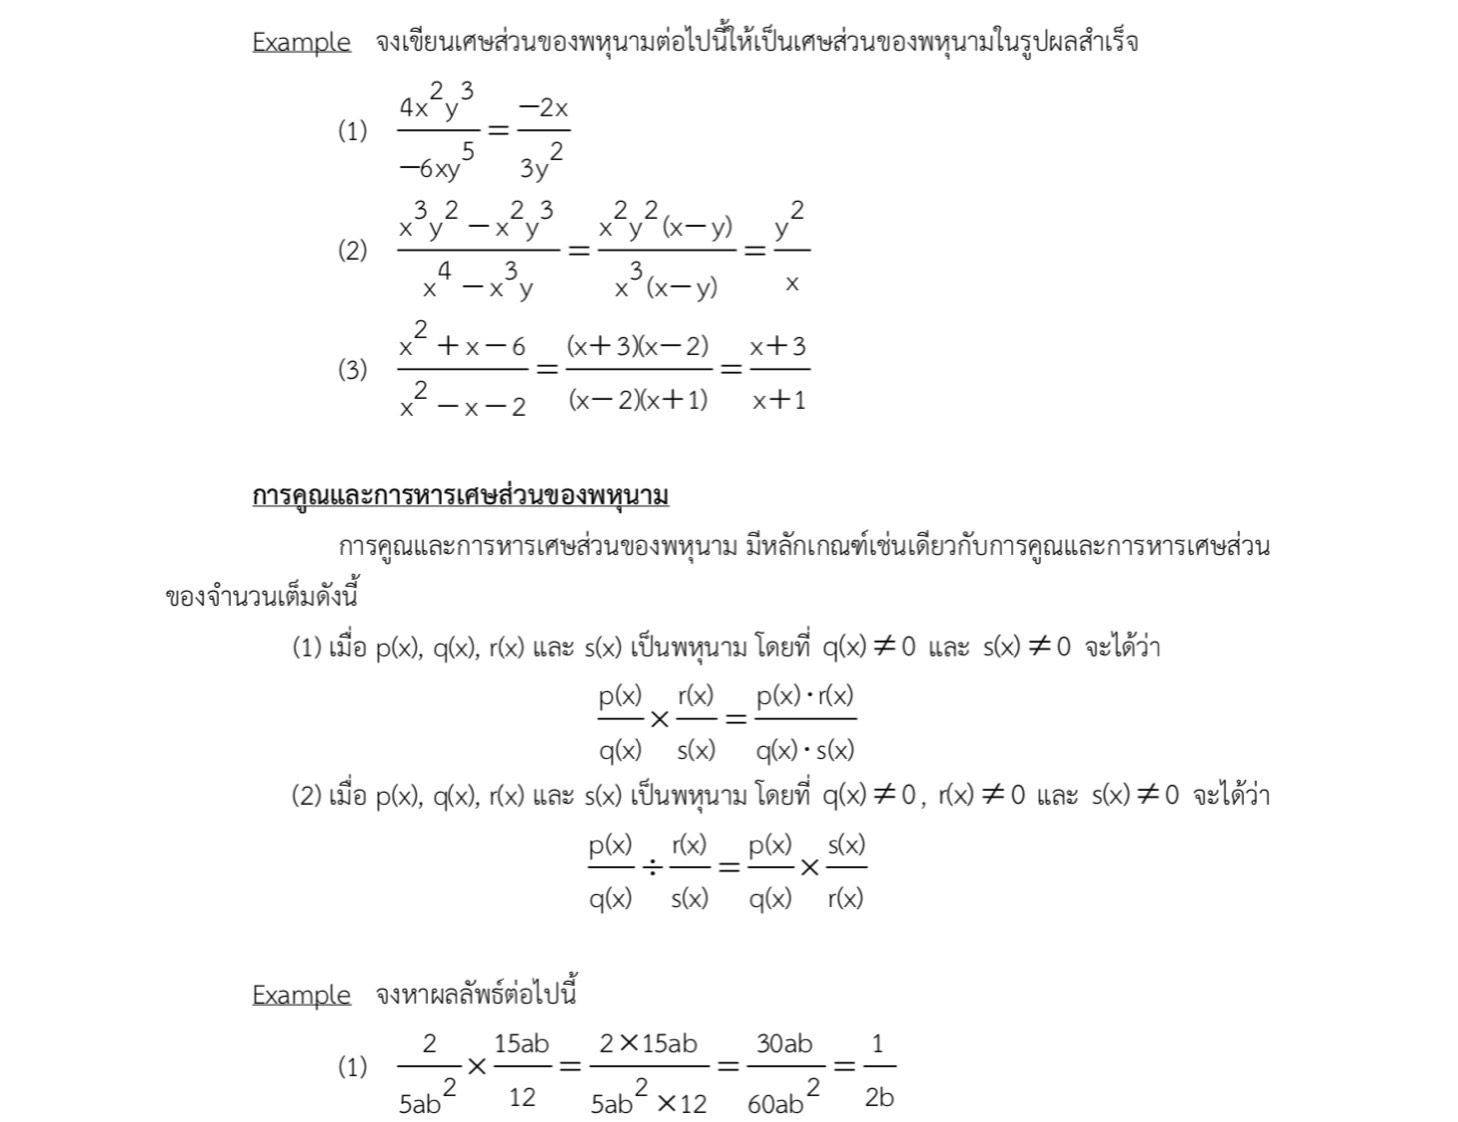 Example จงเขียนเศษส่วนของพหุนามต่อไปนี้ให้เป็นเศษส่วนของพหุนามในรูปผลสำเร็จ
(1) \frac{4x^2y^3}{-6xy^5} = \frac{-2x}{3y^2}
(2) \frac{x^3y^2 - x^2y^3}{x^4 - x^3y} = \frac{x^2y^2(x-y)}{x^3(x-y)} = \frac{y^2}{x}
(3) \frac{x^2 + x - 6}{x^2 - x - 2} = \frac{(x+3)(x-2)}{(x-2)(x+1)} = \frac{x+3}{x+1}
การคูณและการหารเศษส่วนของพหุนาม
การคูณและการหารเศษส่วนของพหุนาม มีหลักเกณฑ์เช่นเดียวกับการคูณและการหารเศษส่วน
ของจำนวนเต็มดังนี้
(1) เมื่อ p(x), q(x), r(x) และ s(x) เป็นพหุนาม โดยที่ q(x) ≠ 0 และ s(x) ≠ 0 จะได้ว่า
\frac{p(x)}{q(x)} × \frac{r(x)}{s(x)} = \frac{p(x)·r(x)}{q(x)·s(x)}
(2) เมื่อ p(x), q(x), r(x) และ s(x) เป็นพหุนาม โดยที่ q(x) ≠ 0, r(x) ≠ 0 และ s(x) ≠ 0 จะได้ว่า
\frac{p(x)}{q(x)} ÷ \frac{r(x)}{s(x)} = \frac{p(x)}{q(x)} × \frac{s(x)}{r(x)}
Example จงหาผลลัพธ์ต่อไปนี้
(1) \frac{2}{5ab^2} × \frac{15ab}{12} = \frac{2×15ab}{5ab^2×12} = \frac{30ab}{60ab^2} = \frac{1}{2b}